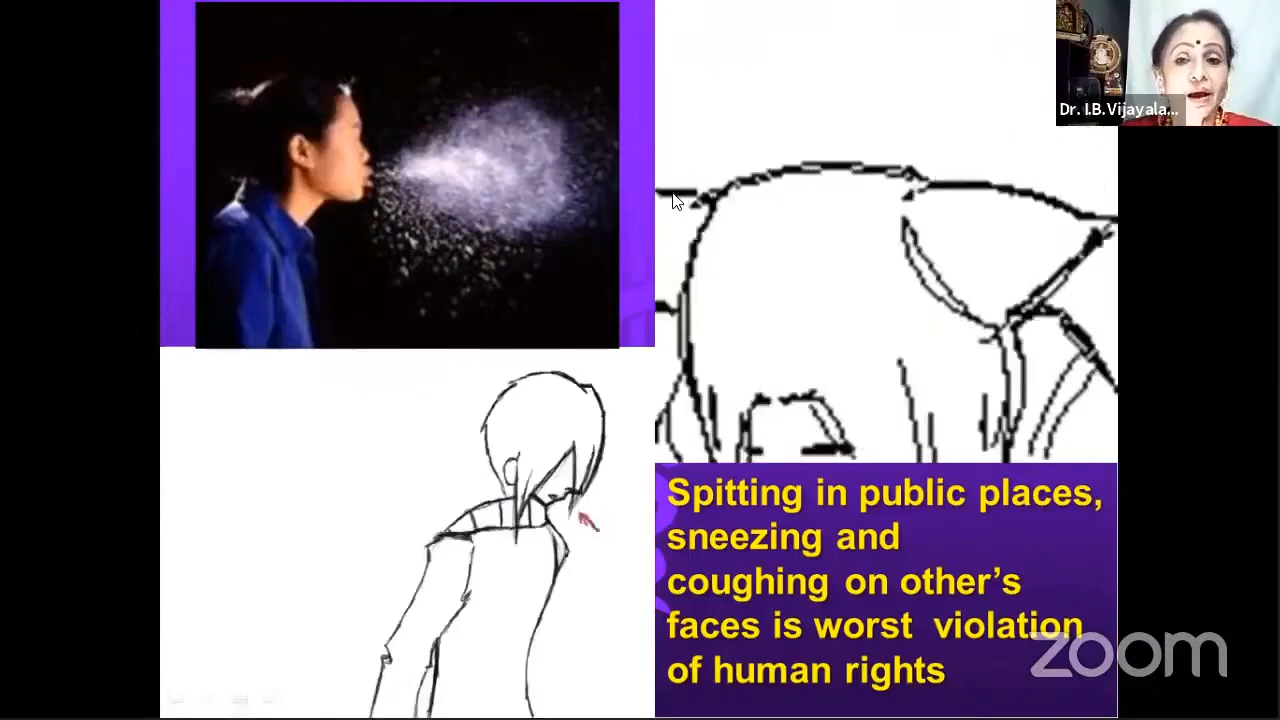 Dr. I.B.Vijayala...
Spitting in public places,
sneezing and
coughing on other’s
faces is worst violation
of human rights
zoom